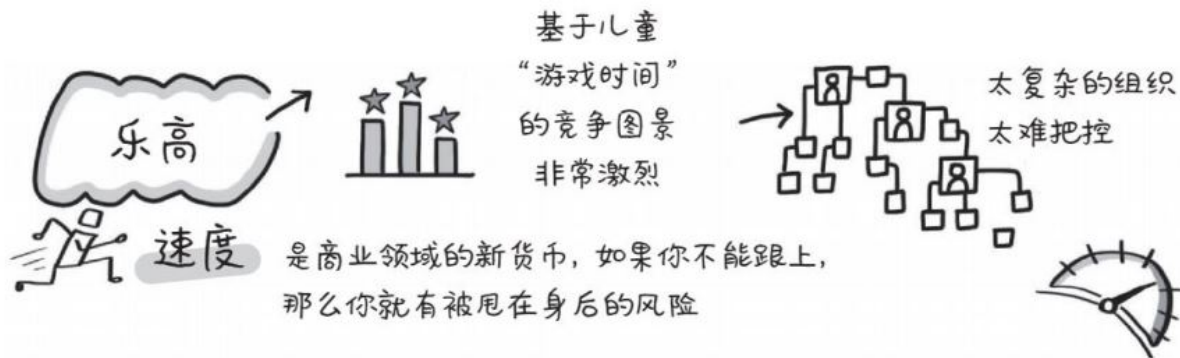 乐高
基于儿童
“游戏时间”
的竞争图景
非常激烈
太复杂的组织
太难把控
速度 是商业领域的新货币，如果你不能跟上，
那么你就有被甩在身后的风险